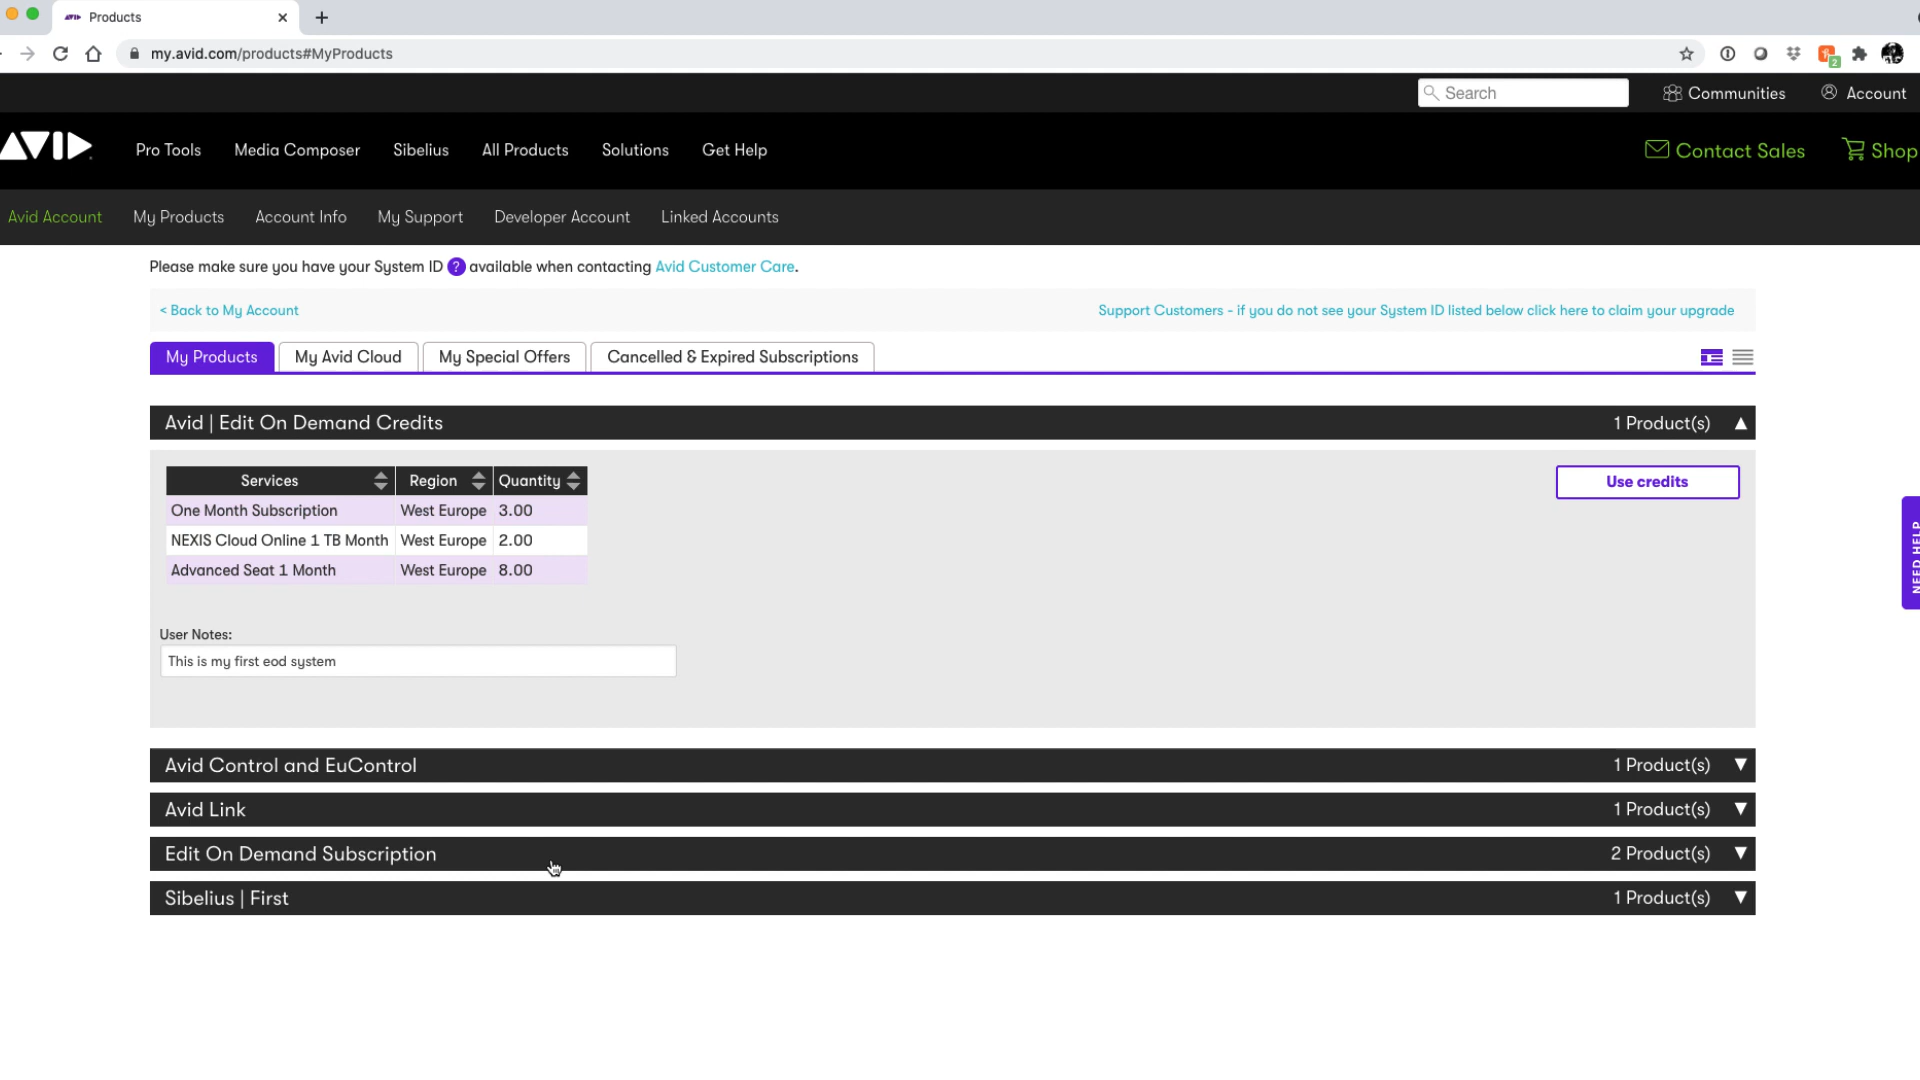 Products
my.avid.com/products#MyProducts
2
Search
Communities
Account
AVID
Pro Tools
Media Composer
Sibelius
All Products
Solutions
Get Help
Contact Sales
Shop
Avid Account
My Products
Account Info
My Support
Developer Account
Linked Accounts
Please make sure you have your System ID ? available when contacting Avid Customer Care.
< Back to My Account
Support Customers - if you do not see your System ID listed below click here to claim your upgrade
My Products
My Avid Cloud
My Special Offers
Cancelled & Expired Subscriptions
Avid | Edit On Demand Credits
1 Product(s)
Services
Region
Quantity
Use credits
One Month Subscription
West Europe
3.00
NEXIS Cloud Online 1 TB Month
West Europe
2.00
Advanced Seat 1 Month
West Europe
8.00
NEED HELP
User Notes:
This is my first eod system
Avid Control and EuControl
1 Product(s)
Avid Link
1 Product(s)
Edit On Demand Subscription
2 Product(s)
Sibelius | First
1 Product(s)